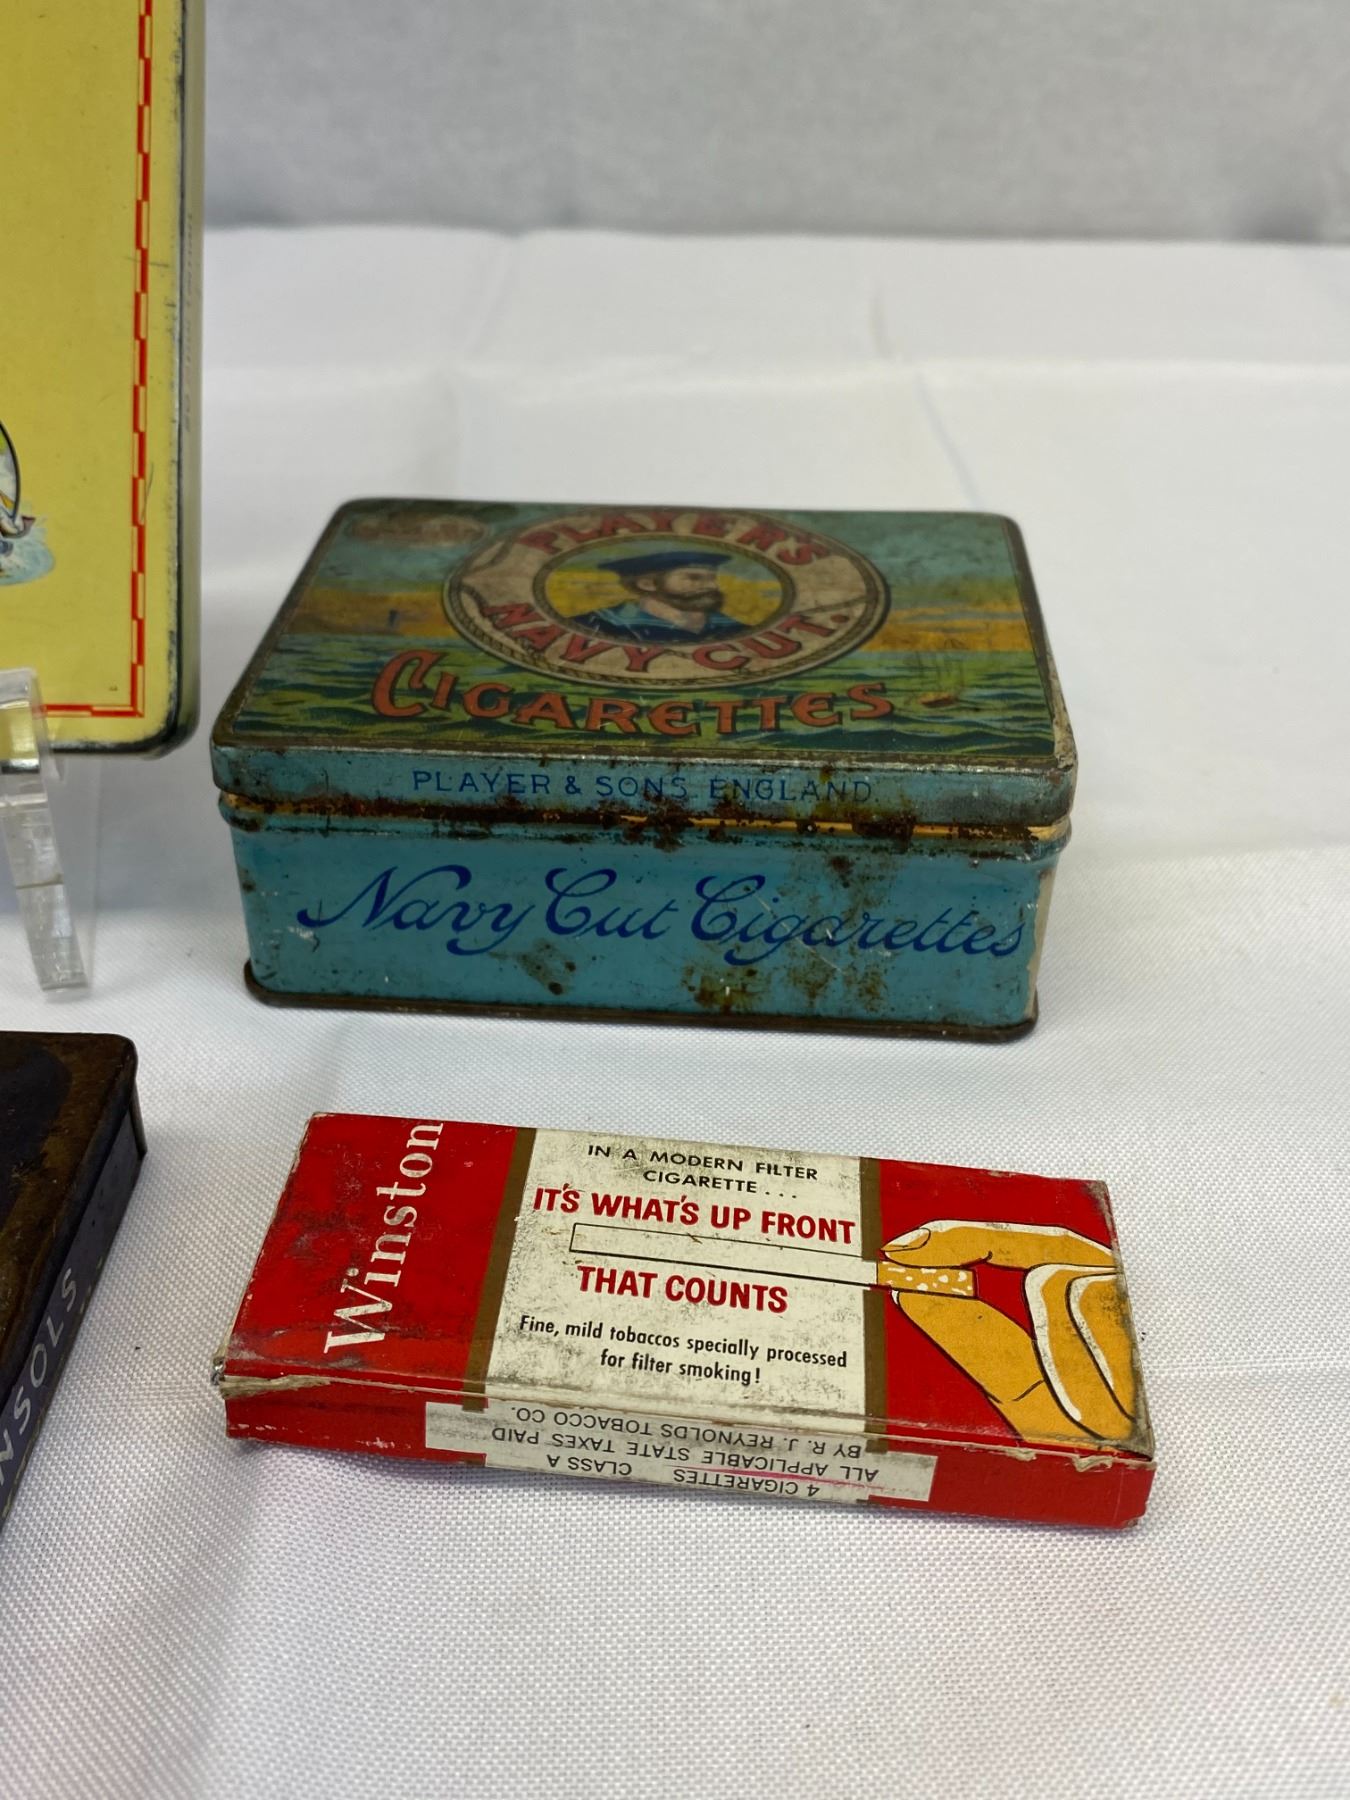 PLAYER'S
NAVY CUT.
CIGARETTES
PLAYER & SONS. ENGLAND.
Navy Cut Cigarettes
Winston
IN A MODERN FILTER
CIGARETTE...
IT'S WHAT'S UP FRONT
THAT COUNTS
Fine, mild tobaccos specially processed
for filter smoking!
4 CIGARETTES CLASS A
ALL APPLICABLE STATE TAXES PAID
BY R. J. REYNOLDS TOBACCO CO.
NSOLS